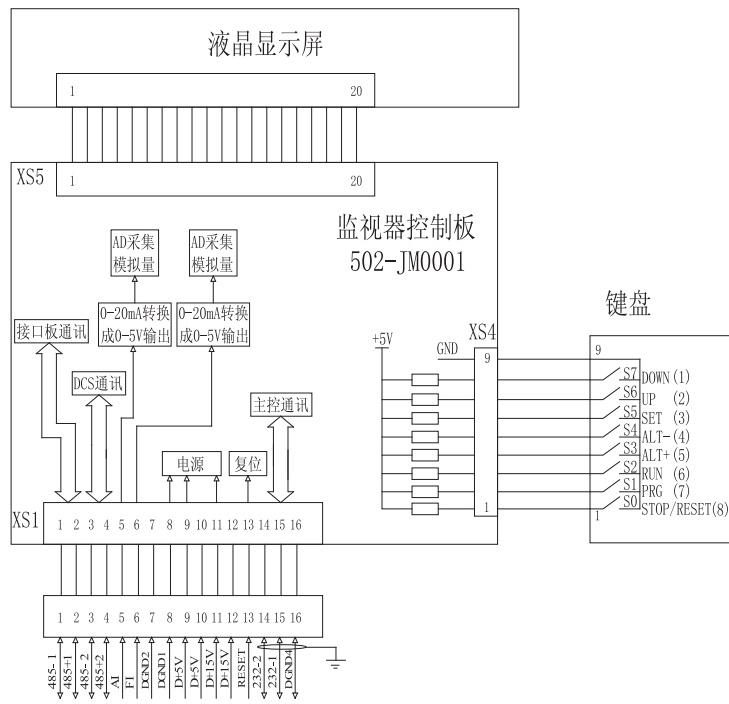 液晶显示屏
1 20
XS5 1 20
监视器控制板
502-JM0001
AD采集
模拟量
AD采集
模拟量
0-20mA转换
成0-5V输出
0-20mA转换
成0-5V输出
接口板通讯
DCS通讯
主控通讯
电源
复位
键盘
+5V
GND
XS4
9
1
9
S7 DOWN(1)
S6 UP (2)
S5 SET (3)
S4 ALT-(4)
S3 ALT+(5)
S2 RUN (6)
S1 PRG (7)
S0 STOP/RESET(8)
1
XS1
1 2 3 4 5 6 7 8 9 10 11 12 13 14 15 16
1 2 3 4 5 6 7 8 9 10 11 12 13 14 15 16
485-1
485+1
485-2
485+2
AI
FI
DGND2
DGND1
D+5V
D+5V
D+15V
D+15V
RESET
232-2
232-1
DGND4